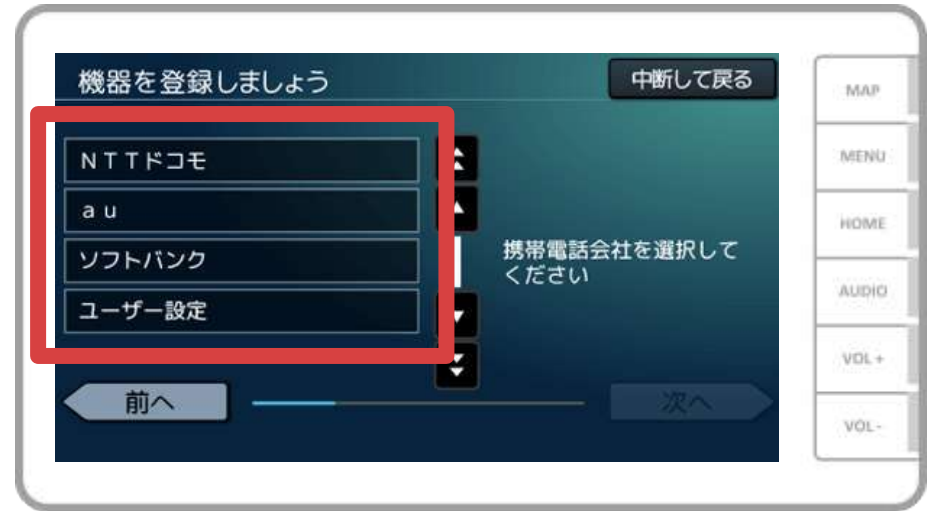 機器を登録しましょう
中断して戻る
NTTドコモ
au
ソフトバンク
ユーザー設定
携帯電話会社を選択して
ください
前へ
次へ
MAP
MENU
HOME
AUDIO
VOL+
VOL-